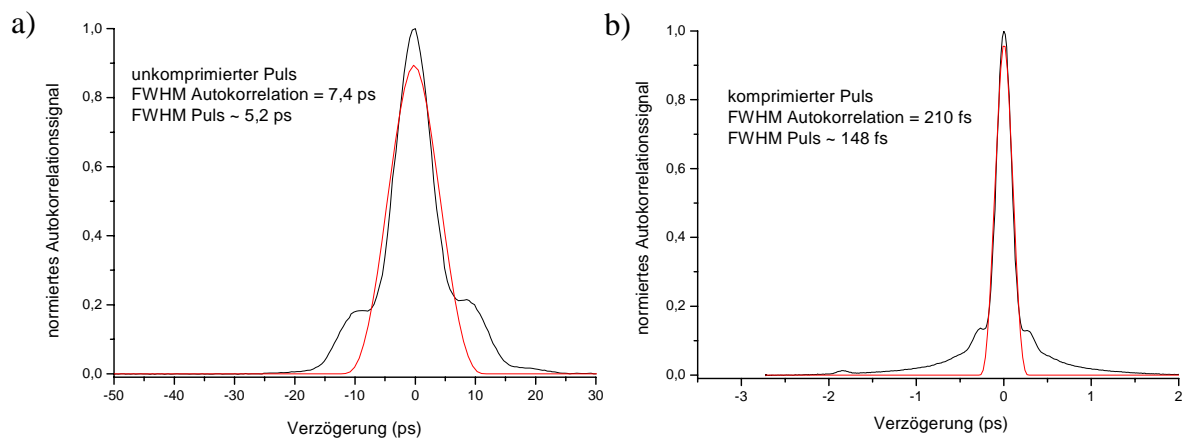 a)
1,0
0,8
0,6
0,4
0,2
0,0
normiertes Autokorrelationssignal
unkomprimierter Puls
FWHM Autokorrelation = 7,4 ps
FWHM Puls ~ 5,2 ps
-50 -40 -30 -20 -10 0 10 20 30
Verzögerung (ps)
b)
1,0
0,8
0,6
0,4
0,2
0,0
normiertes Autokorrelationssignal
komprimierter Puls
FWHM Autokorrelation = 210 fs
FWHM Puls ~ 148 fs
-3 -2 -1 0 1 2
Verzögerung (ps)